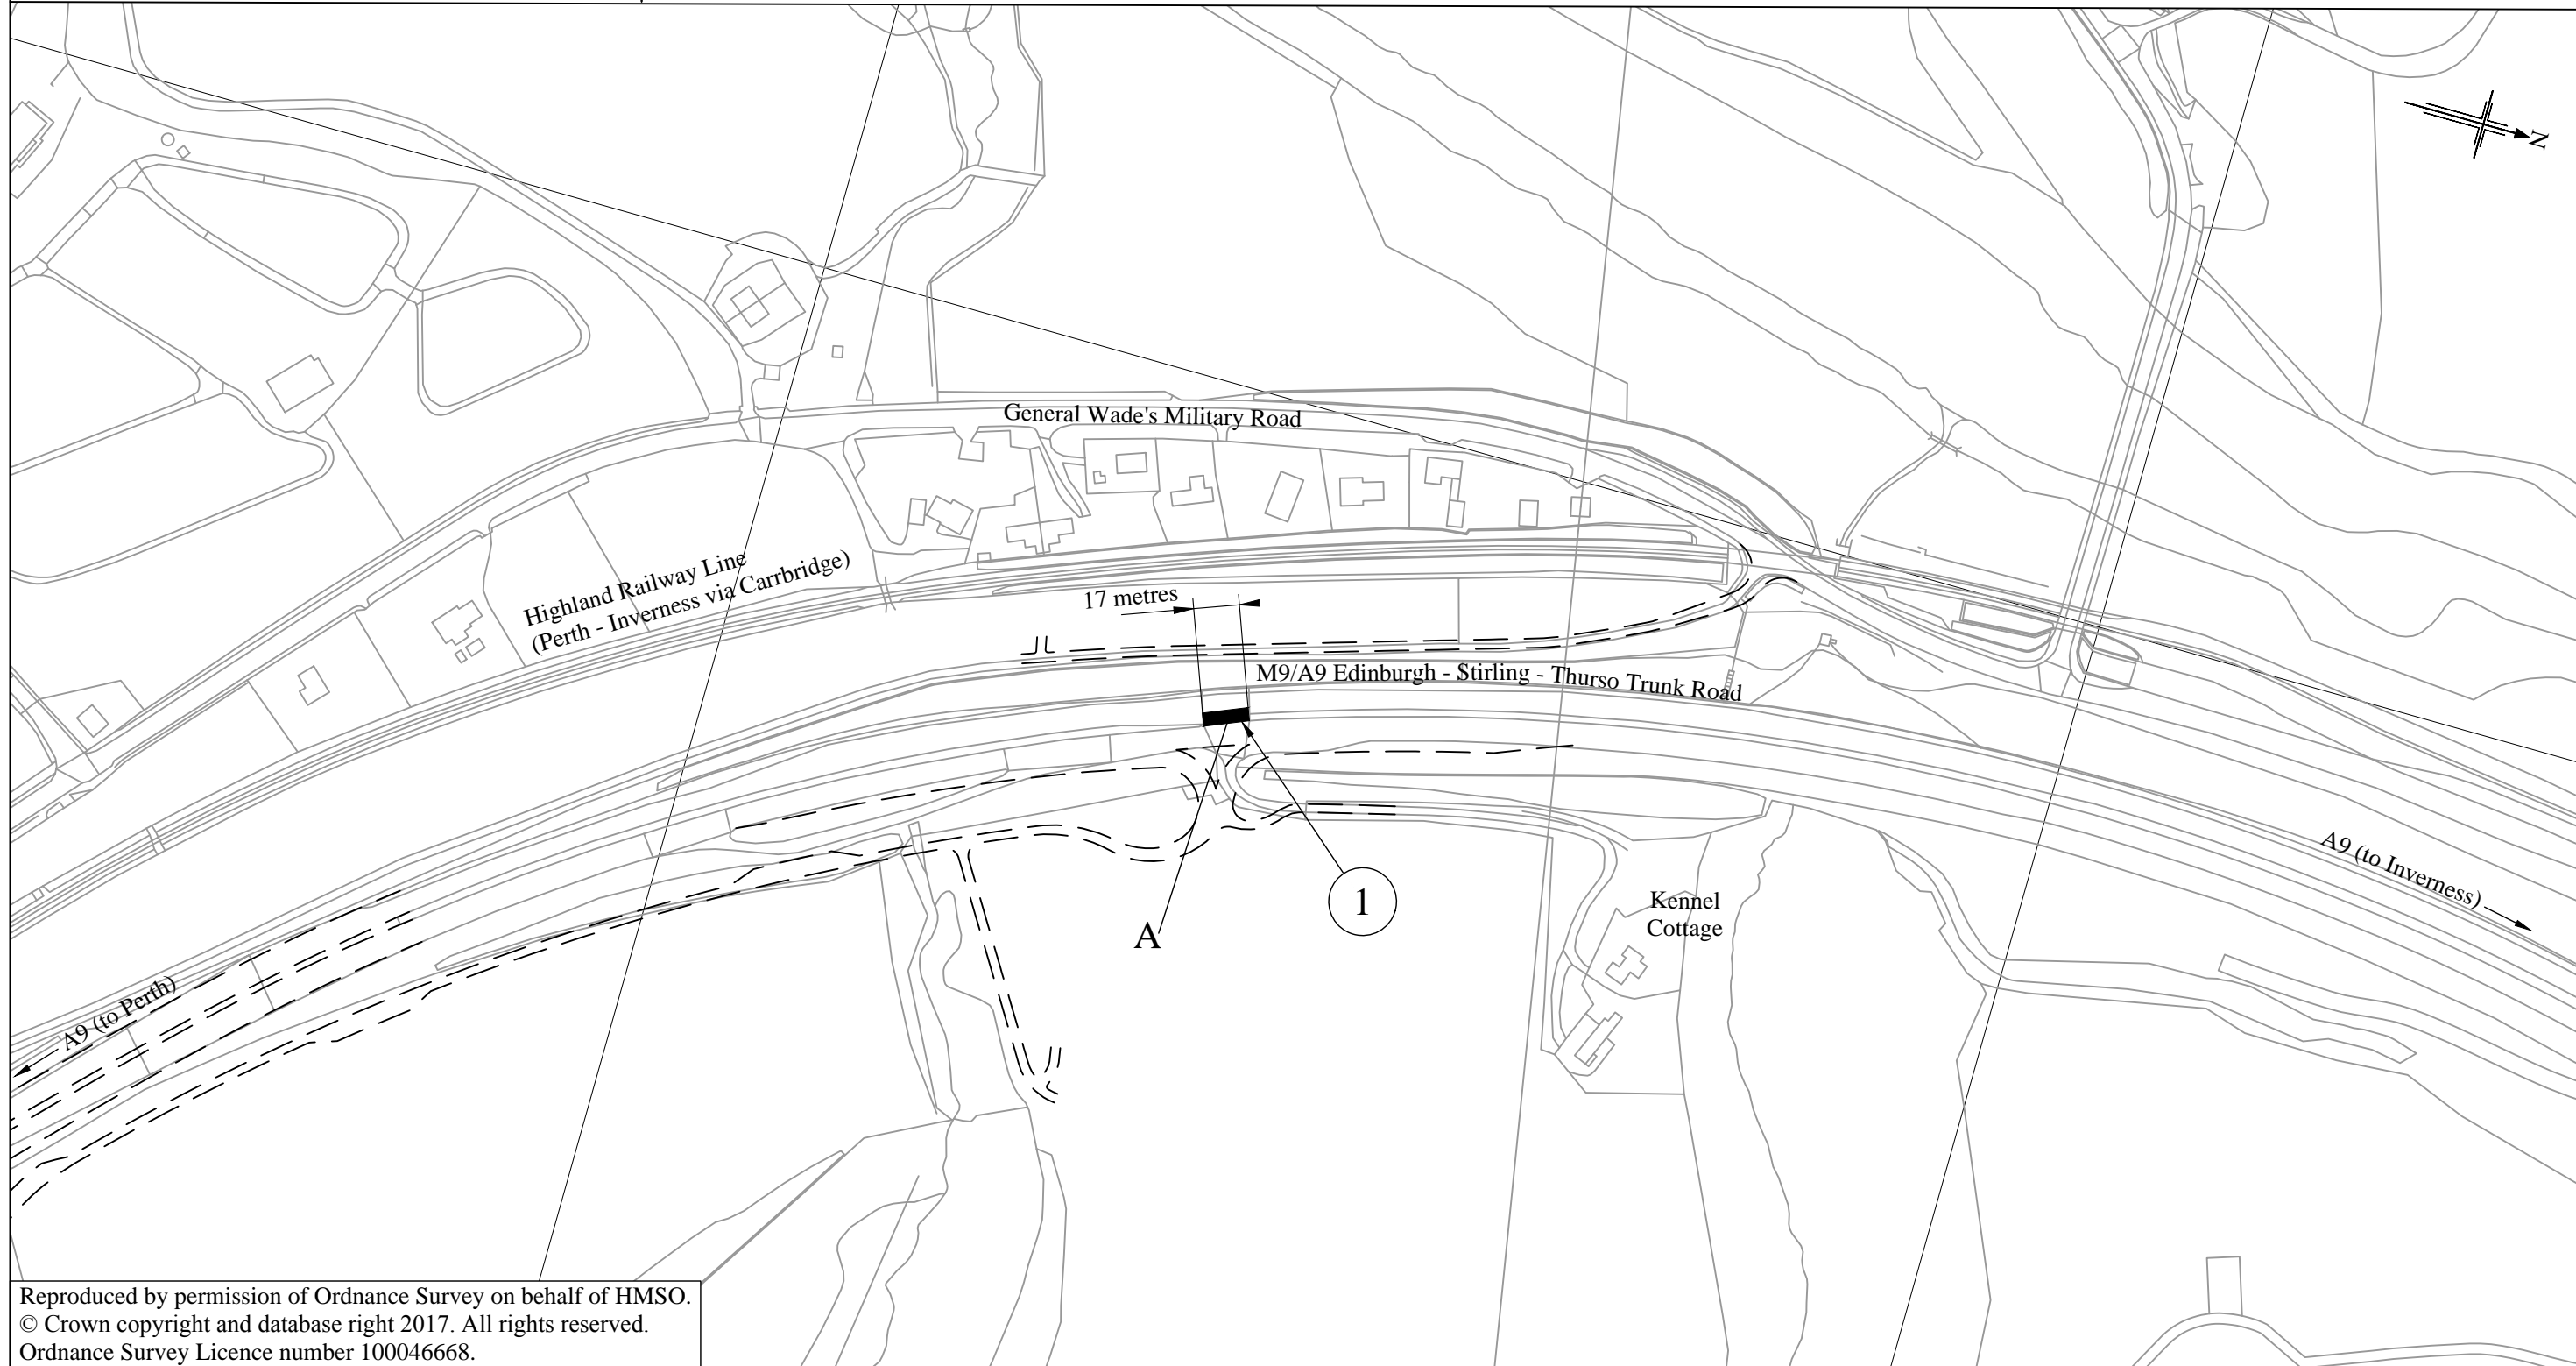 N
General Wade's Military Road
Highland Railway Line
(Perth - Inverness via Carrbridge)
17 metres
M9/A9 Edinburgh - Stirling - Thurso Trunk Road
A9 (to Inverness)
Kennel
Cottage
1
A
A9 (to Perth)
Reproduced by permission of Ordnance Survey on behalf of HMSO.
© Crown copyright and database right 2017. All rights reserved.
Ordnance Survey Licence number 100046668.